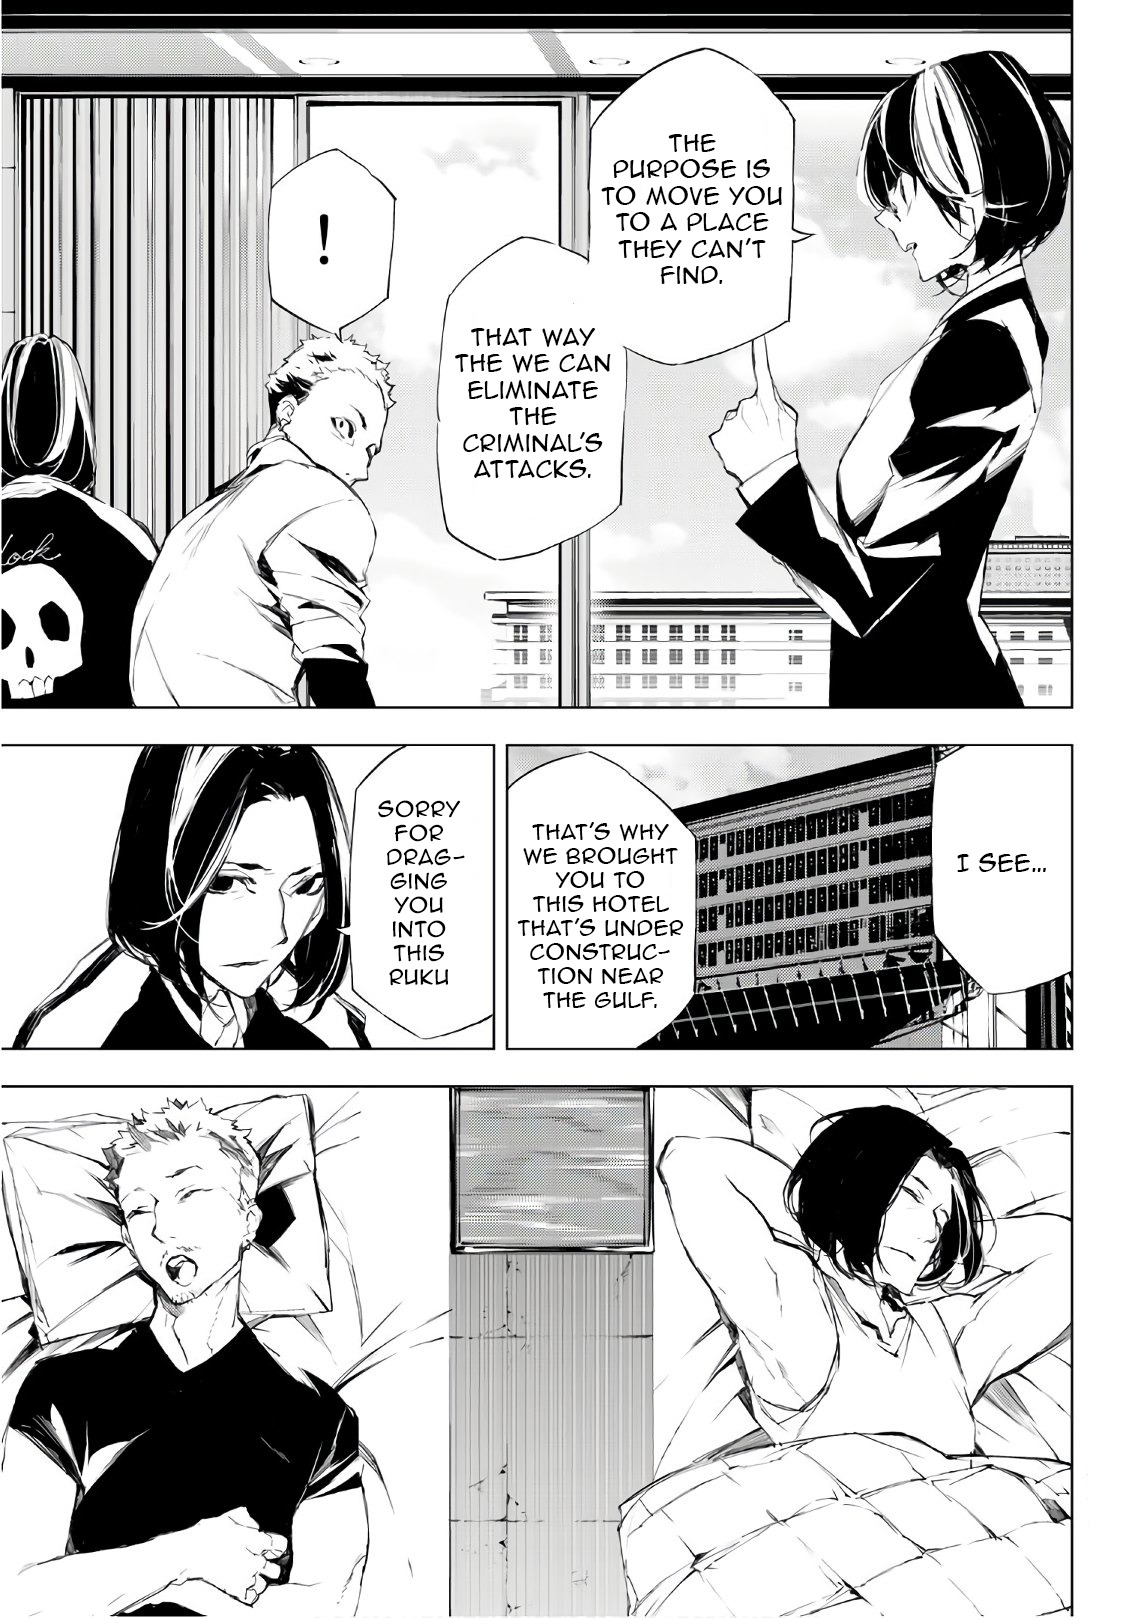 THE
PURPOSE IS
TO MOVE YOU
TO A PLACE
THEY CAN'T
FIND.
THAT WAY
THE WE CAN
ELIMINATE
THE
CRIMINAL'S
ATTACKS.
!
lock
I SEE...
THAT'S WHY
WE BROUGHT
YOU TO
THIS HOTEL
THAT'S UNDER
CONSTRUC-
TION NEAR
THE GULF.
SORRY
FOR
DRAG-
GING
YOU
INTO
THIS
RUKU